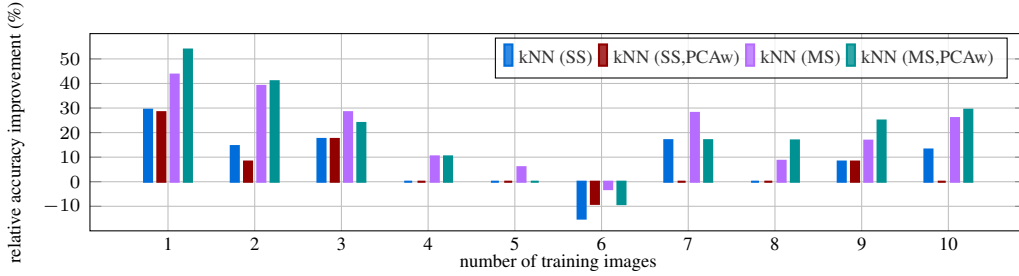 relative accuracy improvement (%)
kNN (SS) kNN (SS,PCAw) kNN (MS) kNN (MS,PCAw)
50
40
30
20
10
0
−10
1 2 3 4 5 6 7 8 9 10
number of training images